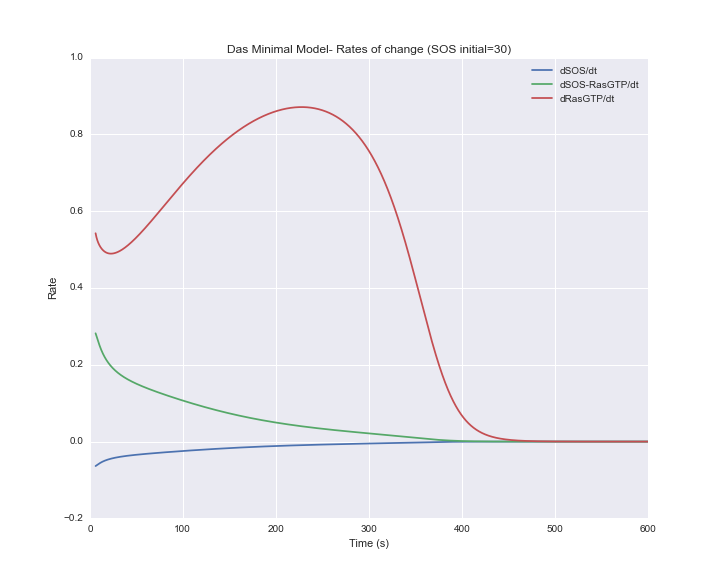 Das Minimal Model- Rates of change (SOS initial=30)
dSOS/dt
dSOS-RasGTP/dt
dRasGTP/dt
1.0
0.8
0.6
0.4
0.2
0.0
−0.2
Rate
0 100 200 300 400 500 600
Time (s)